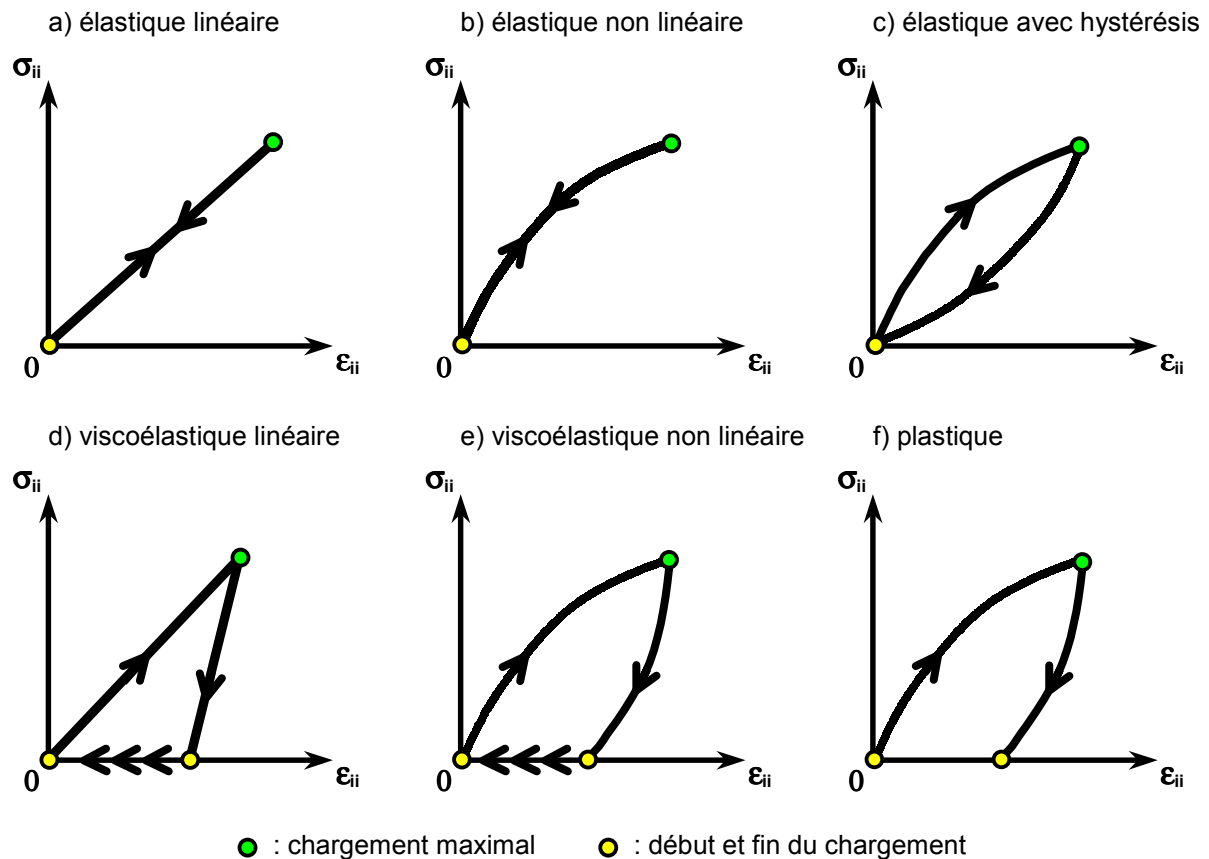 a) élastique linéaire
b) élastique non linéaire
c) élastique avec hystérésis
σii
σii
σii
0
εii
0
εii
0
εii
d) viscoélastique linéaire
e) viscoélastique non linéaire
f) plastique
σii
σii
σii
0
εii
0
εii
0
εii
: chargement maximal
: début et fin du chargement